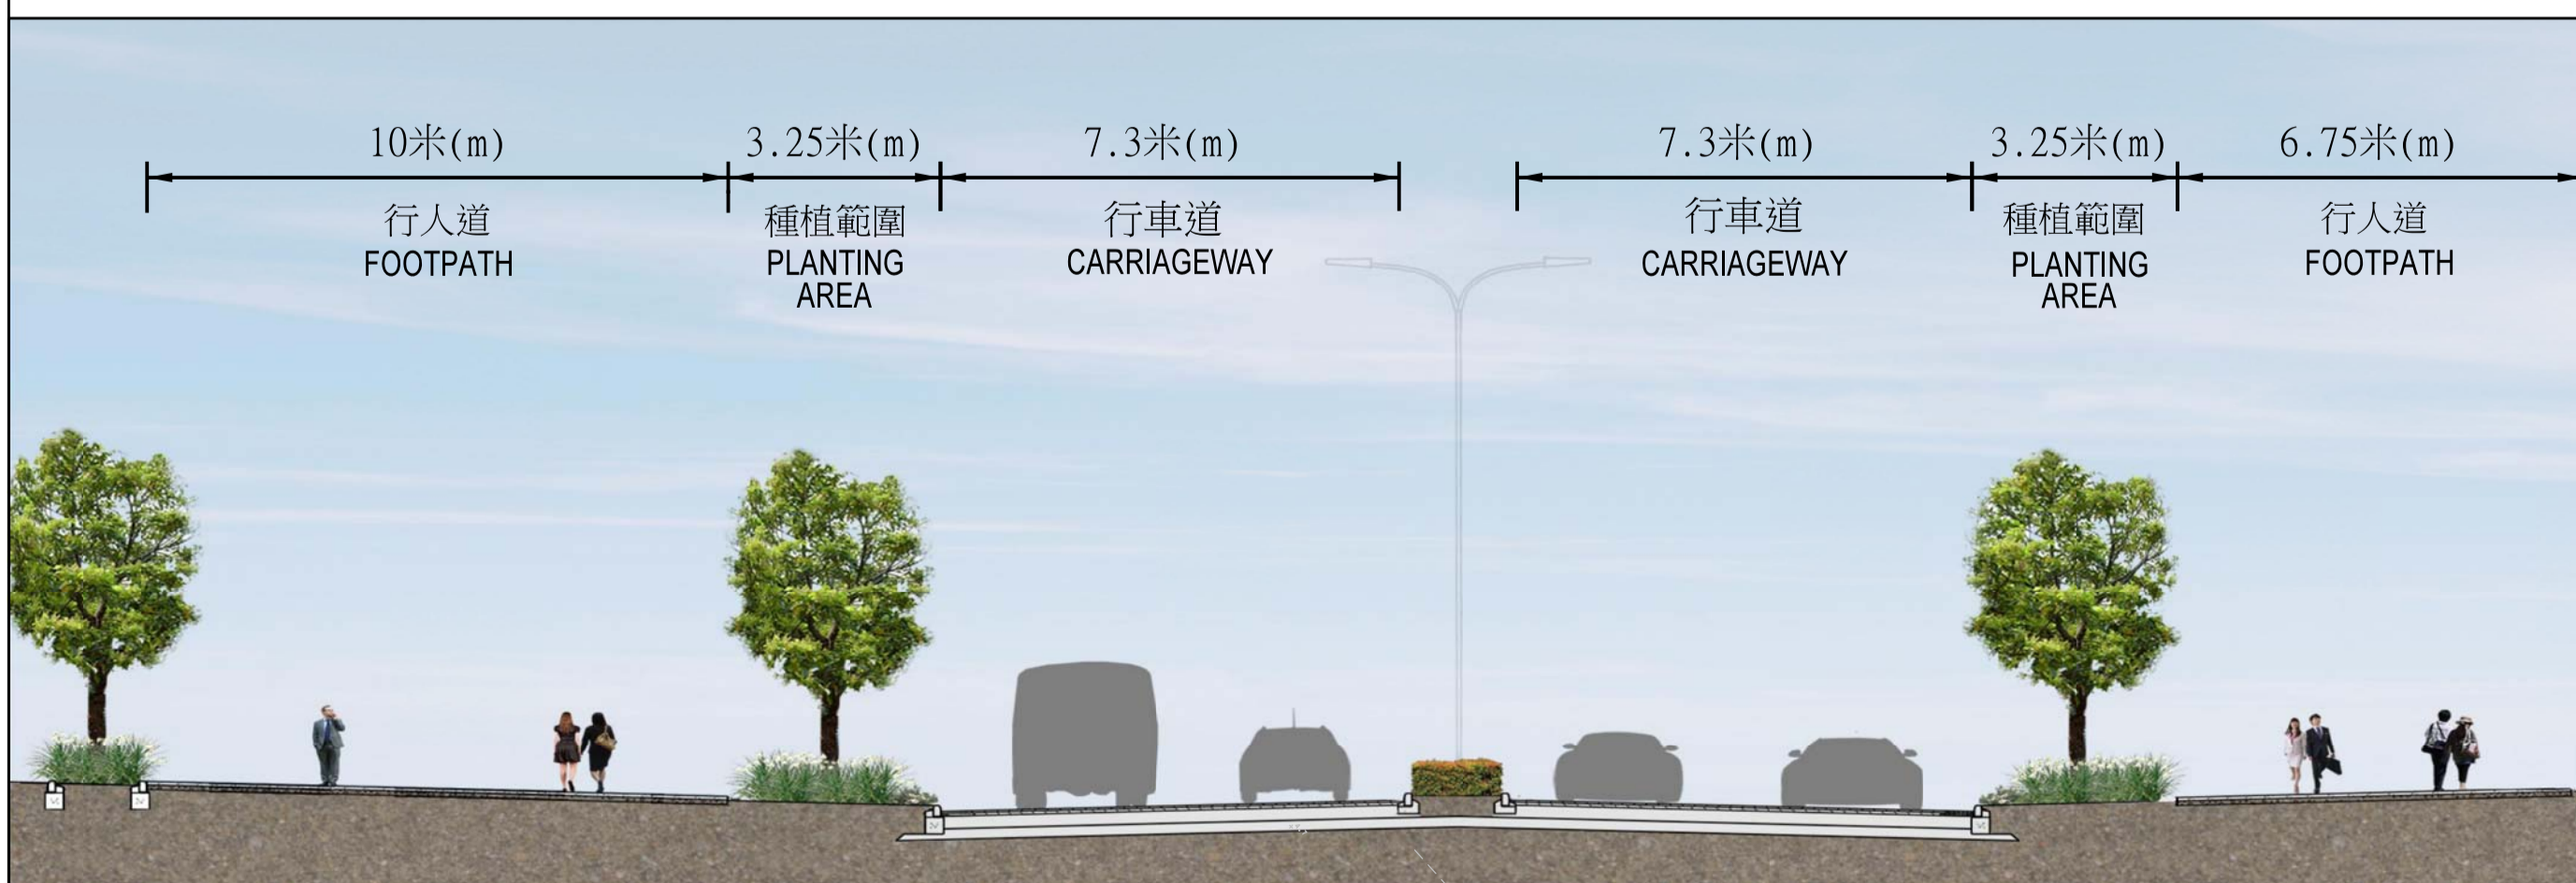 10米(m)
3.25米(m)
7.3米(m)
7.3米(m)
3.25米(m)
6.75米(m)
行人道
FOOTPATH
種植範圍
PLANTING
AREA
行車道
CARRIAGEWAY
行車道
CARRIAGEWAY
種植範圍
PLANTING
AREA
行人道
FOOTPATH